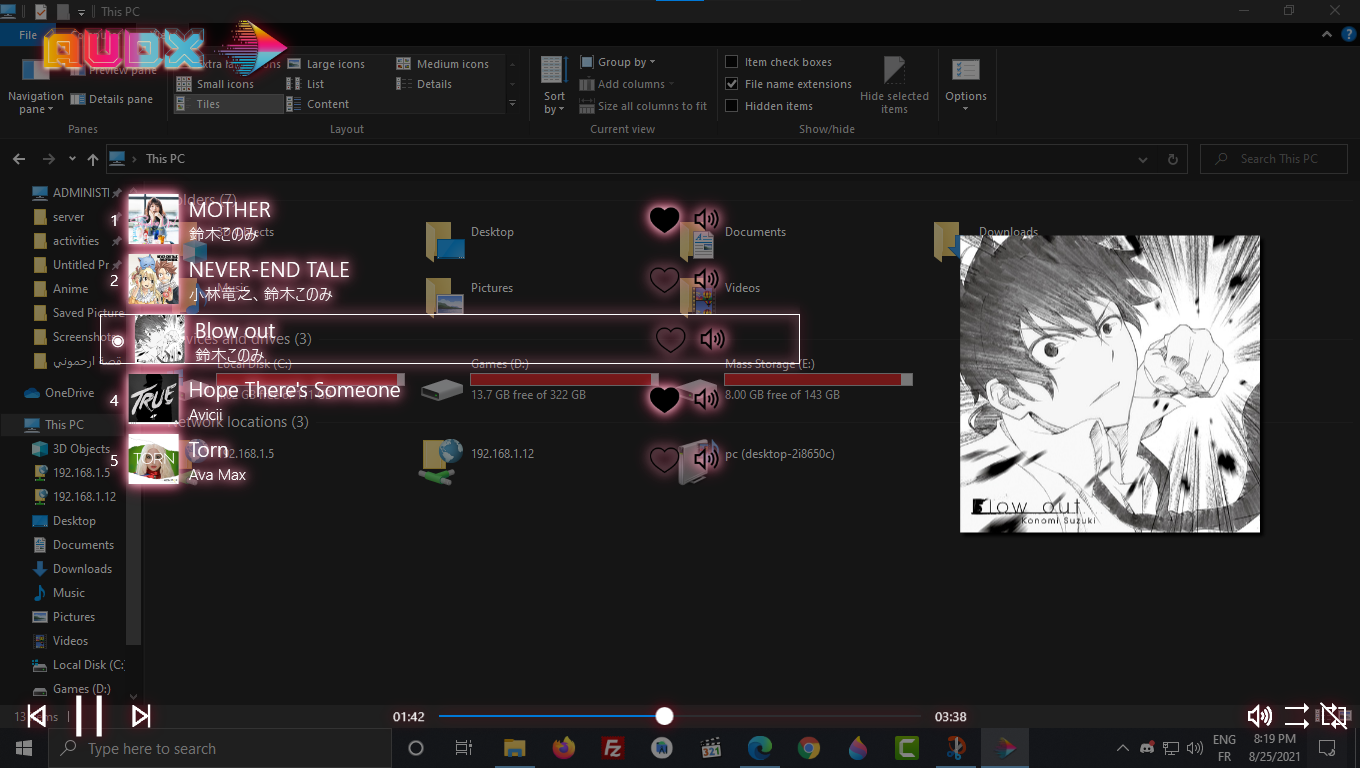 This PC
File
AUDX
Extra large icons
Large icons
Medium icons
Small icons
List
Details
Tiles
Content
Navigation
pane
Preview pane
Details pane
Panes
Layout
Sort
by
Group by
Add columns
Size all columns to fit
Current view
Item check boxes
File name extensions
Hidden items
Hide selected
items
Show/hide
Options
This PC
Search This PC
ADMINISTI
server
activities
Untitled Pr
Anime
Saved Picture
Screenshots
قصة ارحموني
OneDrive
This PC
3D Objects
192.168.1.5
192.168.1.12
Desktop
Documents
Downloads
Music
Pictures
Videos
Local Disk (C:
Games (D:)
Folders (7)
3D Objects
Desktop
Documents
Downloads
Music
Pictures
Videos
Devices and drives (3)
Local Disk (C:)
Games (D:)
13.7 GB free of 322 GB
Mass Storage (E:)
8.00 GB free of 143 GB
Network locations (3)
192.168.1.5
192.168.1.12
pc (desktop-2i8650c)
1
MOTHER
鈴木このみ
2
NEVER-END TALE
小林竜之、鈴木このみ
Blow out
鈴木このみ
4
TRUE
Hope There's Someone
Avicii
5
TORN
Torn
Ava Max
Blow out
Konomi Suzuki
01:42
03:38
Type here to search
ENG
FR
8:19 PM
8/25/2021